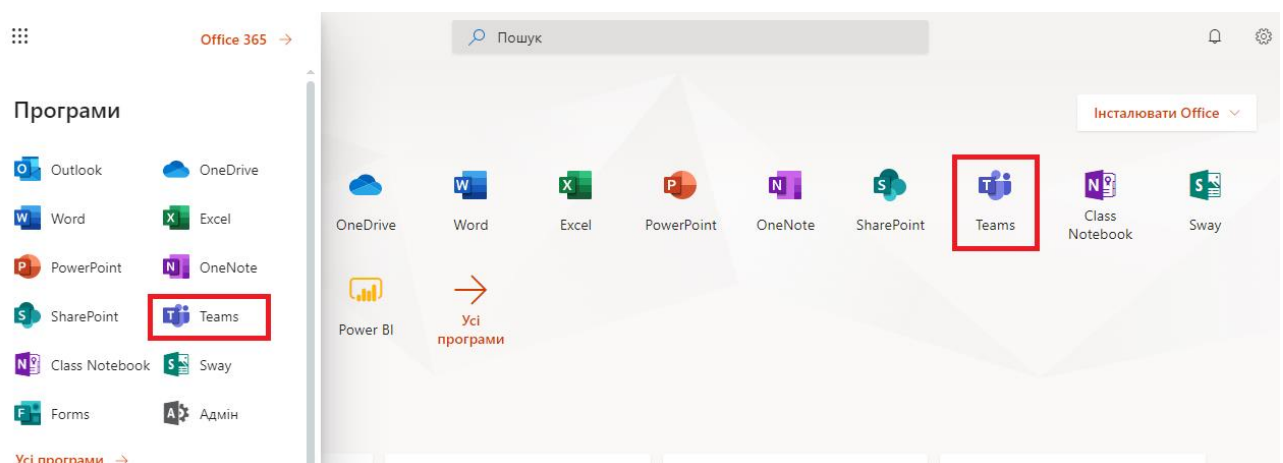 Office 365 →
Пошук
Програми
Інсталювати Office
Outlook
OneDrive
Word
Excel
PowerPoint
OneNote
SharePoint
Teams
Class Notebook
Sway
Forms
Адмін
Усі програми →
OneDrive
Word
Excel
PowerPoint
OneNote
SharePoint
Teams
Class
Notebook
Sway
Power BI
Усі
програми